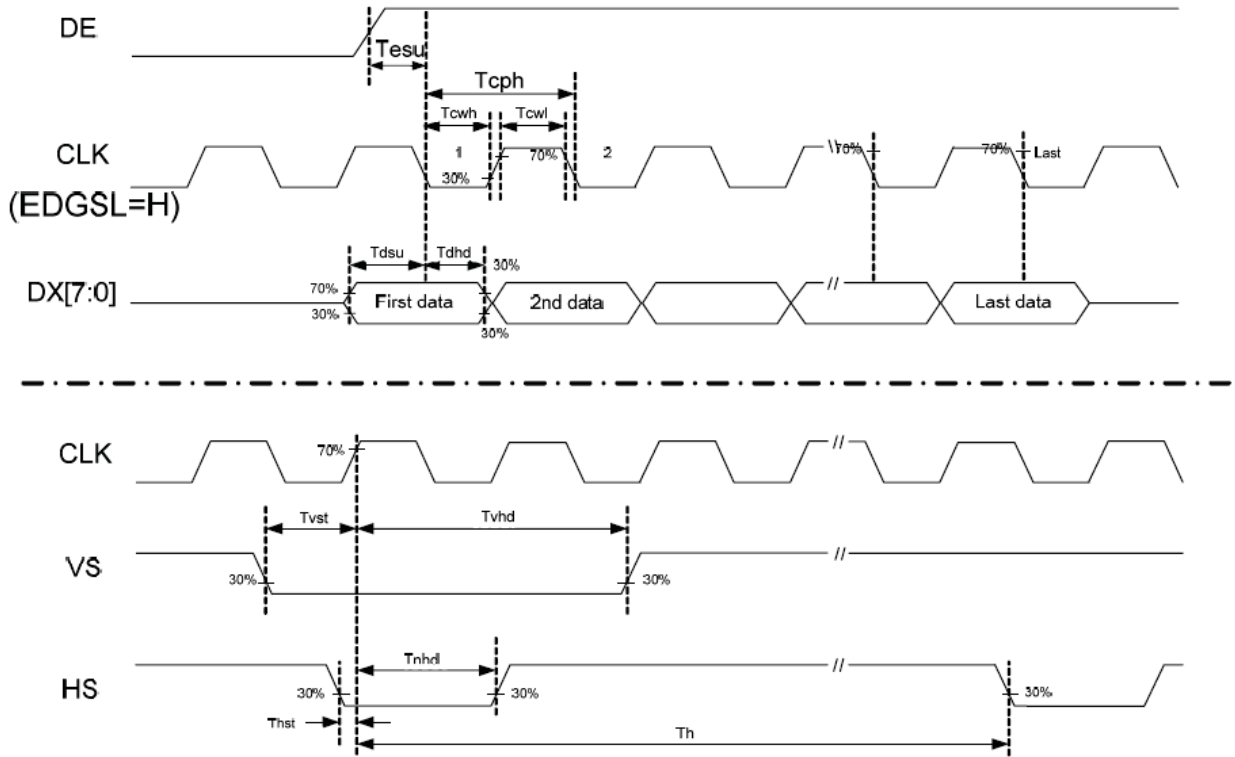 DE
Tesu
Tcph
Tcwh
Tcwl
CLK
1
70%
2
70%
70%
Last
30%
(EDGSL=H)
Tdsu
Tdhd
30%
DX[7:0]
70%
First data
2nd data
//
Last data
30%
30%
CLK
70%
//
Tvst
Tvhd
VS
30%
30%
//
Tnhd
HS
30%
30%
//
30%
Thst
Th